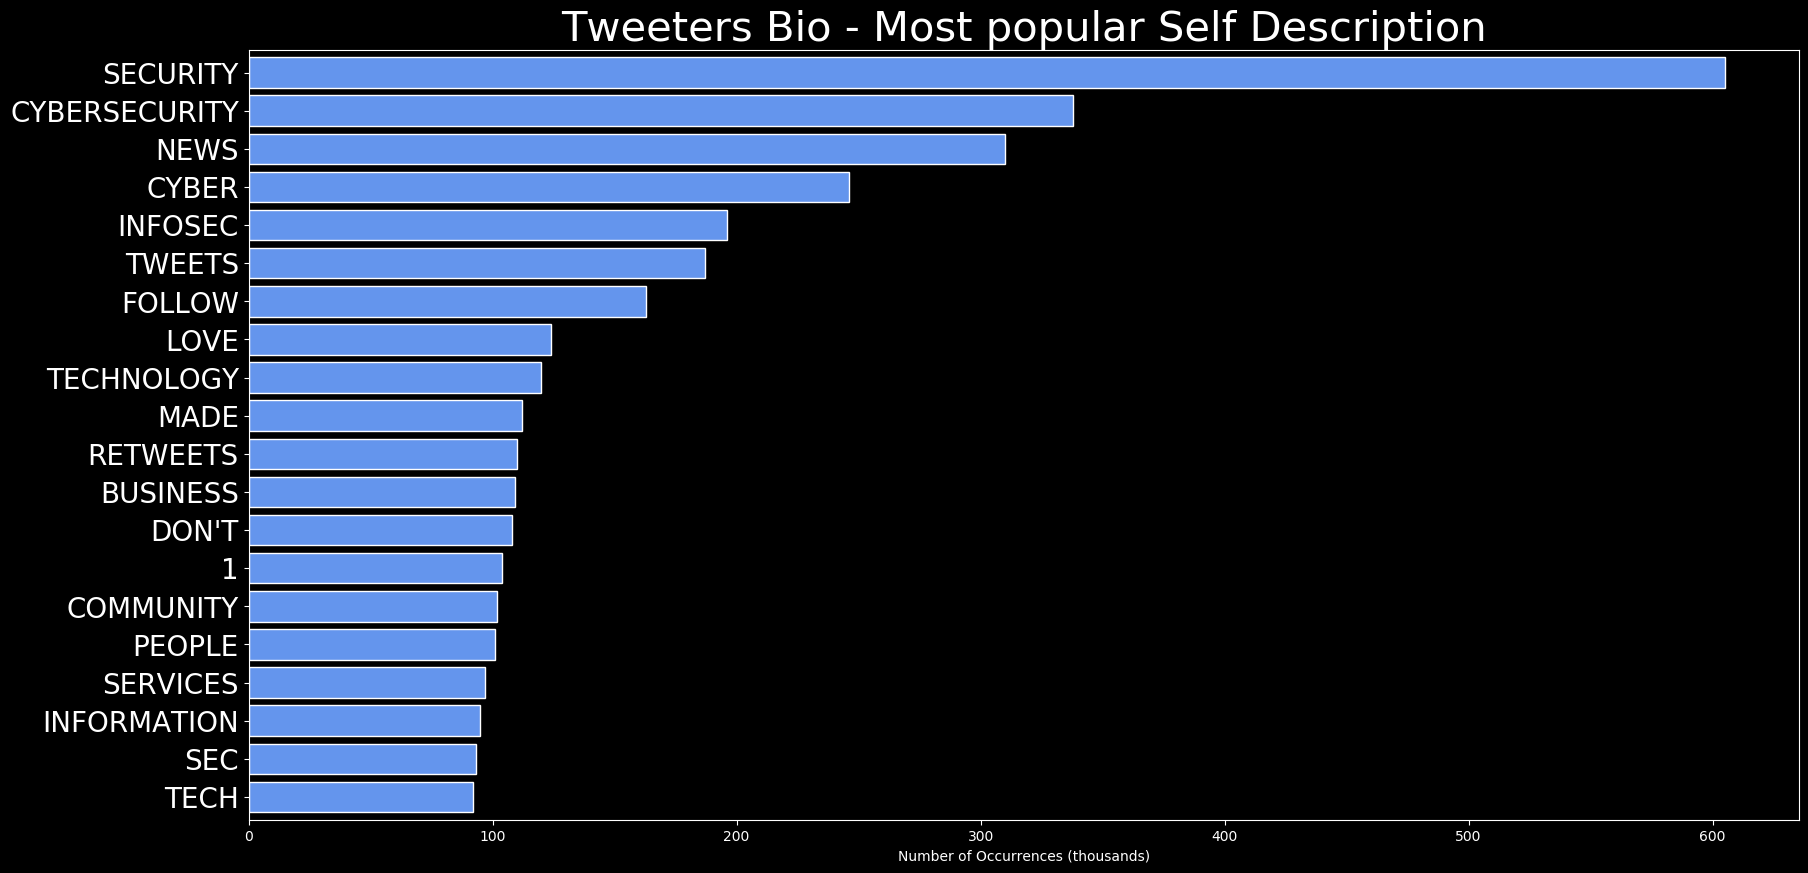 Tweeters Bio - Most popular Self Description
SECURITY
CYBERSECURITY
NEWS
CYBER
INFOSEC
TWEETS
FOLLOW
LOVE
TECHNOLOGY
MADE
RETWEETS
BUSINESS
DON'T
1
COMMUNITY
PEOPLE
SERVICES
INFORMATION
SEC
TECH
0 100 200 300 400 500 600
Number of Occurrences (thousands)